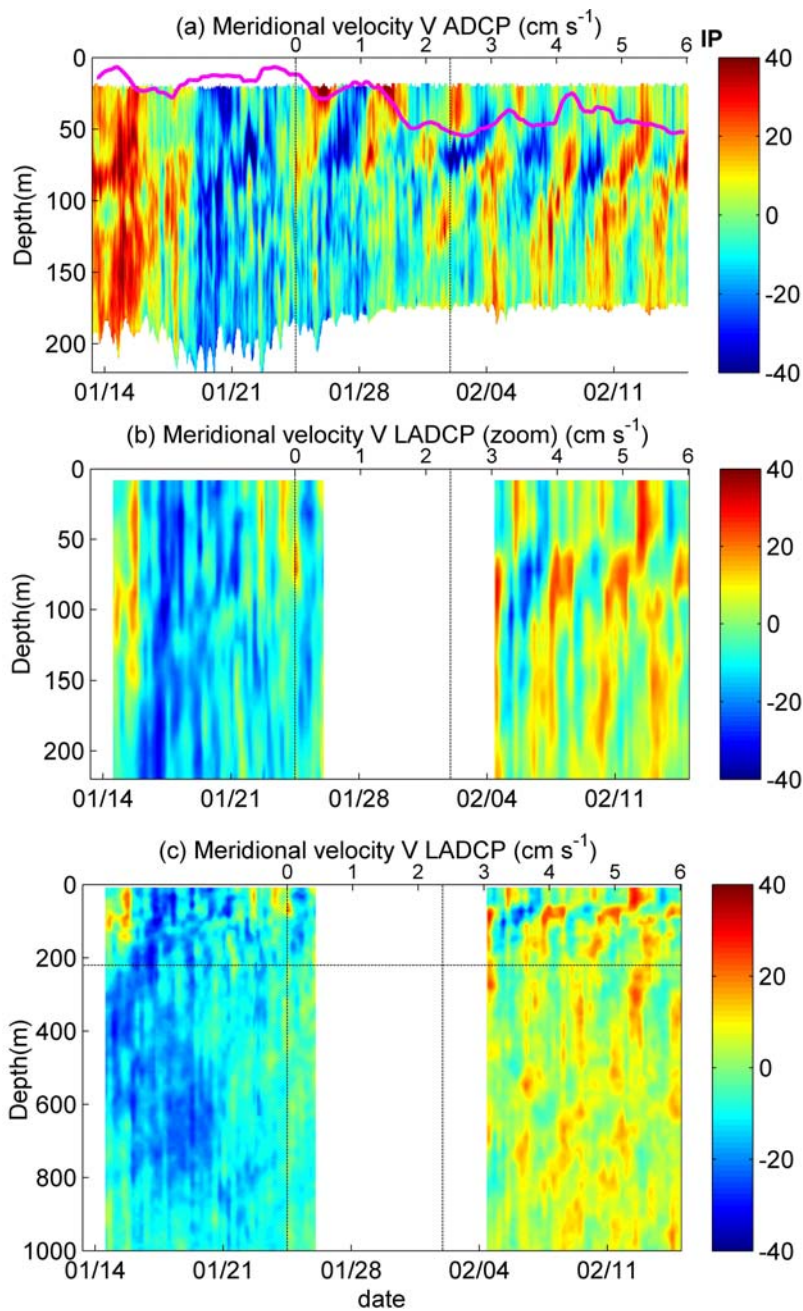 (a) Meridional velocity V ADCP (cm s⁻¹)
0 1 2 3 4 5 6 IP
Depth(m)
0
50
100
150
200
01/14 01/21 01/28 02/04 02/11
40
20
0
-20
-40
(b) Meridional velocity V LADCP (zoom) (cm s⁻¹)
0 1 2 3 4 5 6
Depth(m)
0
50
100
150
200
01/14 01/21 01/28 02/04 02/11
40
20
0
-20
-40
(c) Meridional velocity V LADCP (cm s⁻¹)
0 1 2 3 4 5 6
Depth(m)
0
200
400
600
800
1000
01/14 01/21 01/28 02/04 02/11
date
40
20
0
-20
-40